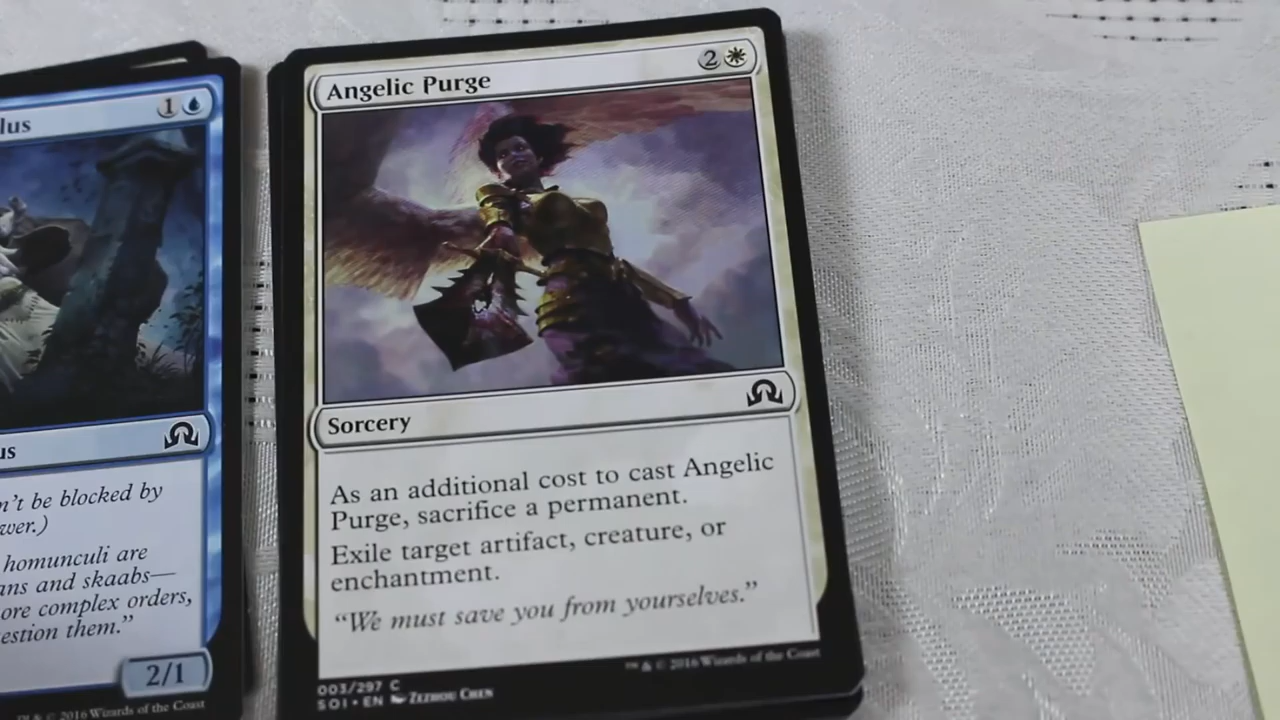 lus
1
us
n't be blocked by
wer.)
homunculi are
ans and skaabs—
ore complex orders,
estion them."
2/1
™ & © 2016 Wizards of the Coast
Angelic Purge
2
Sorcery
As an additional cost to cast Angelic
Purge, sacrifice a permanent.
Exile target artifact, creature, or
enchantment.
"We must save you from yourselves."
™ & © 2016 Wizards of the Coast
003/297 C
SOI • EN Zezhou Chen